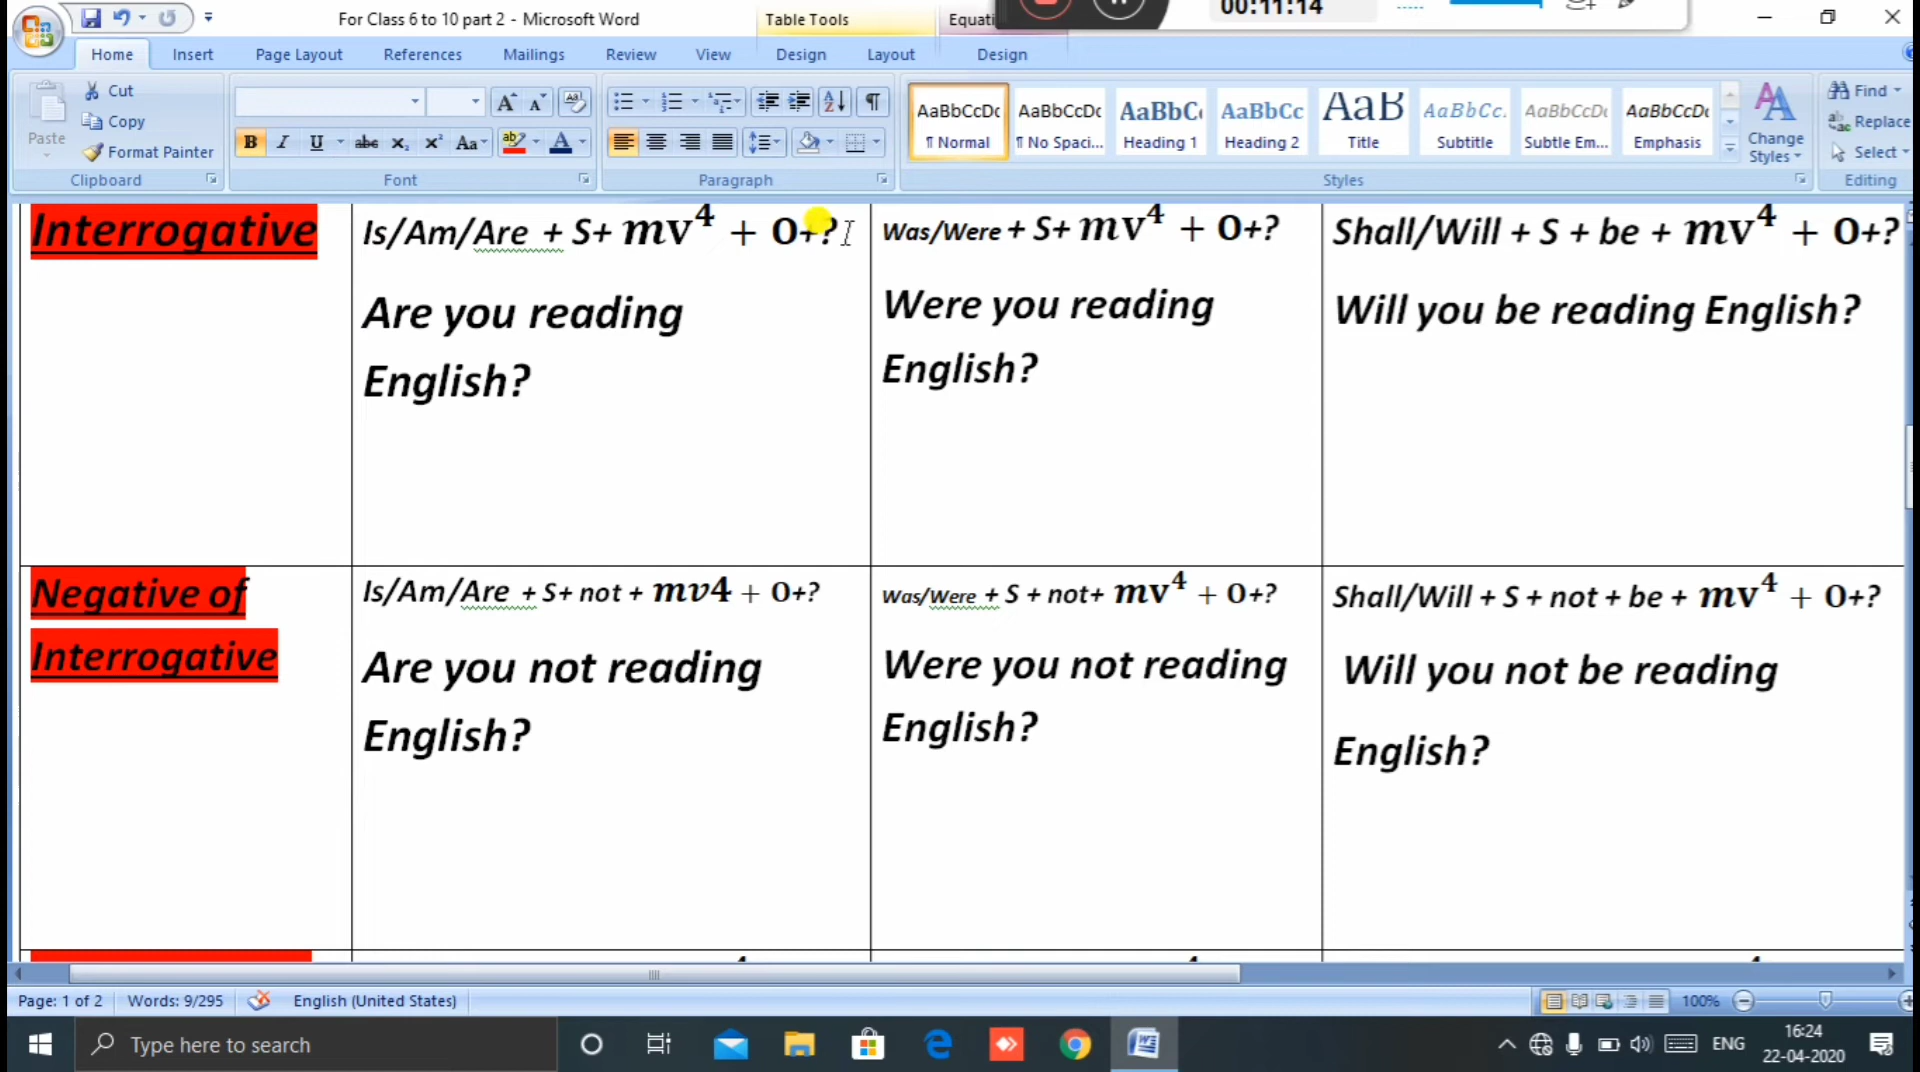 For Class 6 to 10 part 2 - Microsoft Word
Table Tools
00:11:14
Home Insert Page Layout References Mailings Review View Design Layout Design
Paste
Cut
Copy
Format Painter
Clipboard
B I U abc x₂ x² Aa
Font
Paragraph
AaBbCcDc ¶ Normal
AaBbCcDc ¶ No Spaci...
AaBbC Heading 1
AaBbCc Heading 2
AaB Title
AaBbCc. Subtitle
AaBbCcDc Subtle Em...
AaBbCcDc Emphasis
Change Styles
Styles
Find
Replace
Select
Editing
Interrogative
Is/Am/Are + S+ mv⁴ + O+?
Are you reading
English?
Was/Were + S+ mv⁴ + O+?
Were you reading
English?
Shall/Will + S + be + mv⁴ + O+?
Will you be reading English?
Negative of
Interrogative
Is/Am/Are + S+ not + mv4 + O+?
Are you not reading
English?
Was/Were + S + not+ mv⁴ + O+?
Were you not reading
English?
Shall/Will + S + not + be + mv⁴ + O+?
Will you not be reading
English?
Page: 1 of 2 Words: 9/295 English (United States) 100%
Type here to search
ENG
16:24
22-04-2020